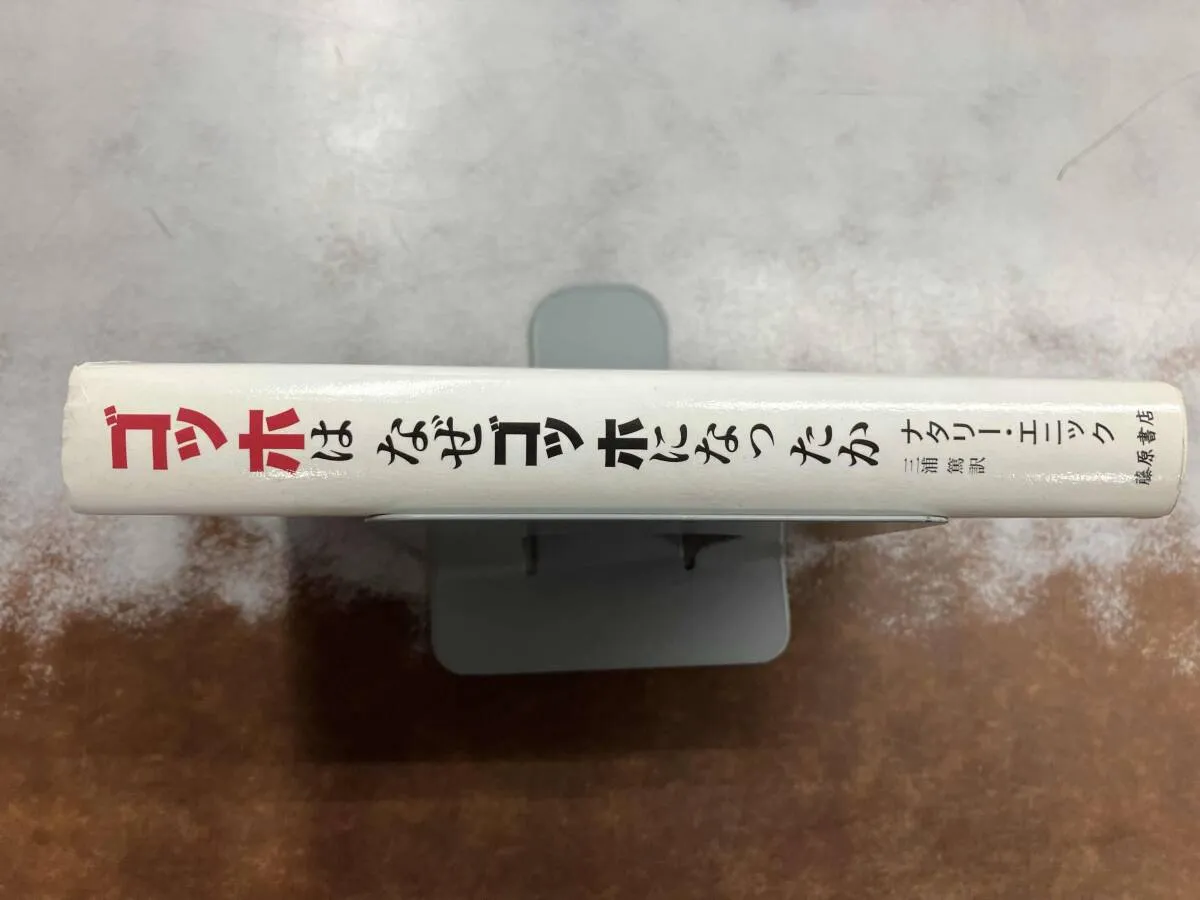 ゴッホはなぜゴッホになったか
ナタリー・エニック
三浦篤訳
藤原書店